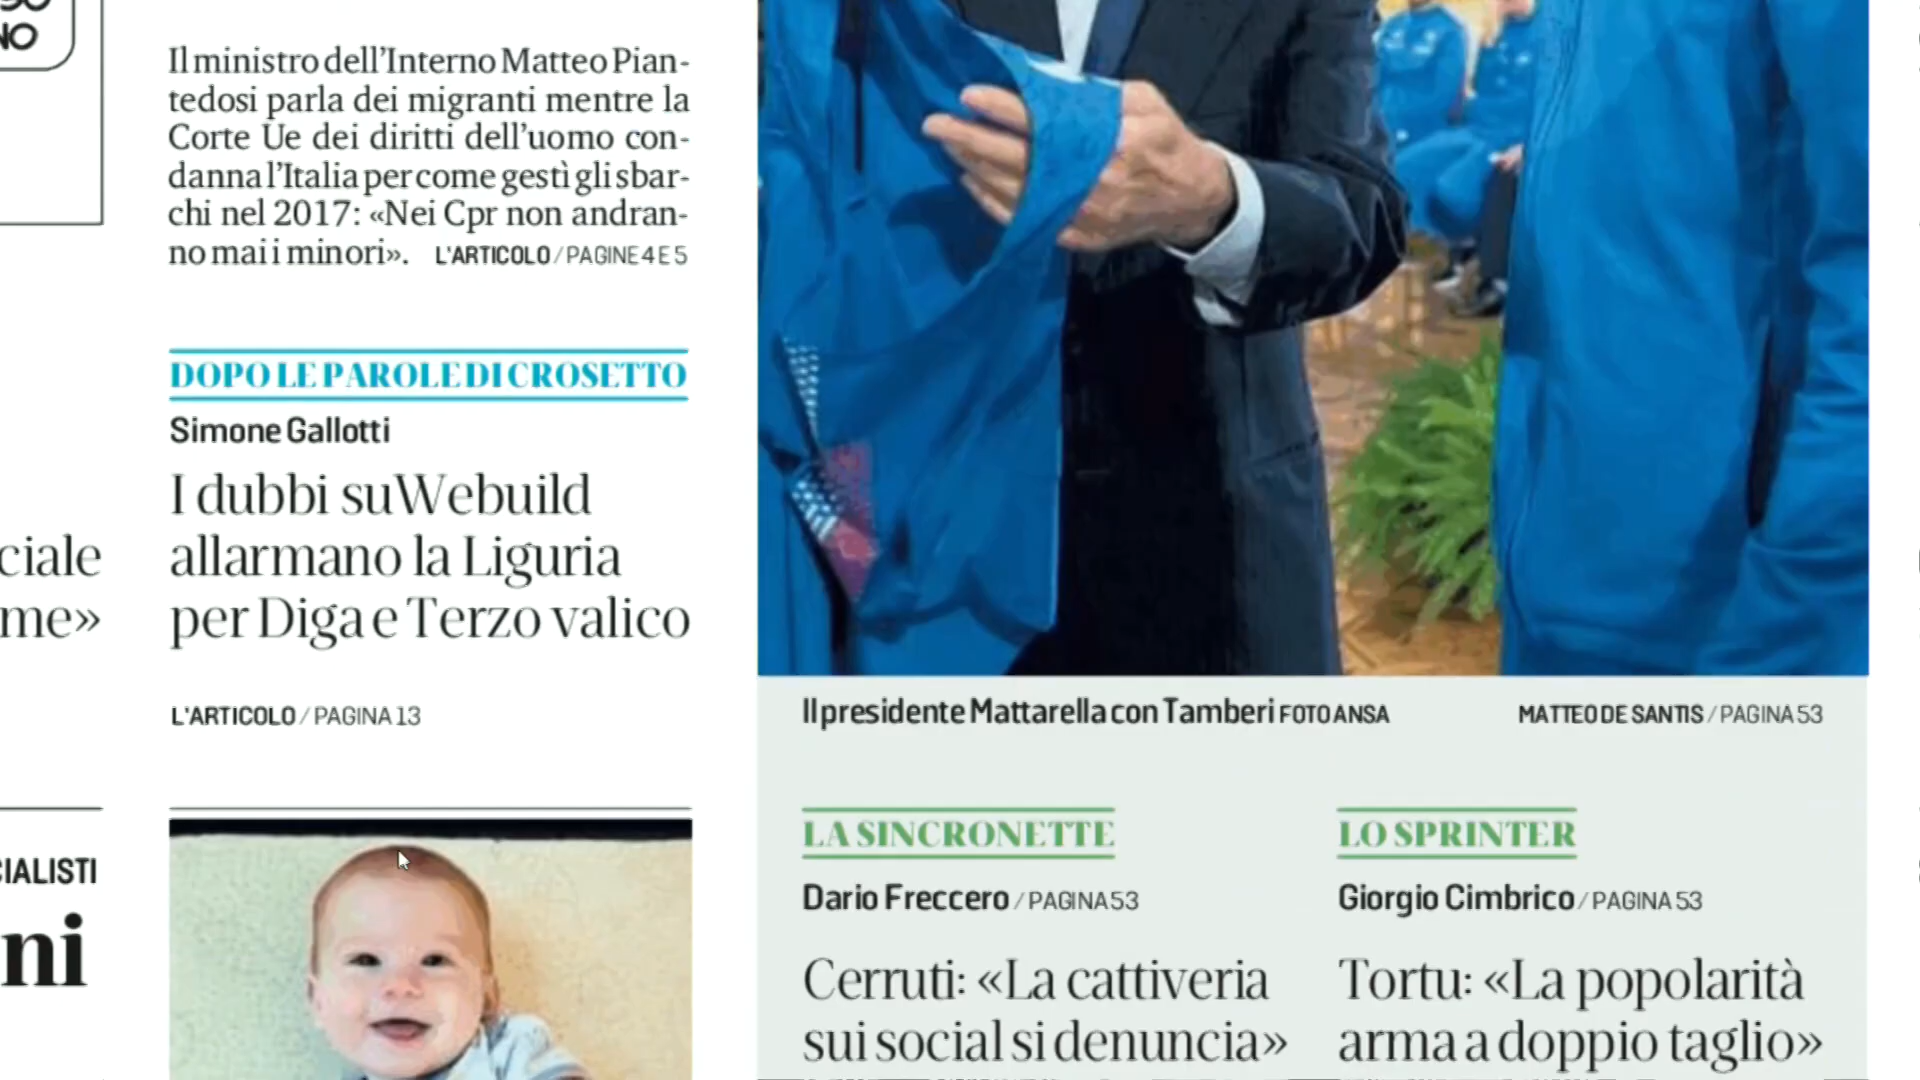 NO
Il ministro dell'Interno Matteo Pian-
tedosi parla dei migranti mentre la
Corte Ue dei diritti dell'uomo con-
danna l'Italia per come gestì gli sbar-
chi nel 2017: «Nei Cpr non andran-
no mai i minori». L'ARTICOLO / PAGINE 4 E 5
DOPO LE PAROLE DI CROSETTO
Simone Gallotti
I dubbi su Webuild
allarmano la Liguria
per Diga e Terzo valico
L'ARTICOLO / PAGINA 13
ciale
me»
CIALISTI
ni
Il presidente Mattarella con Tamberi FOTO ANSA
MATTEO DE SANTIS / PAGINA 53
LA SINCRONETTE
Dario Freccero / PAGINA 53
Cerruti: «La cattiveria
sui social si denuncia»
LO SPRINTER
Giorgio Cimbrico / PAGINA 53
Tortu: «La popolarità
arma a doppio taglio»